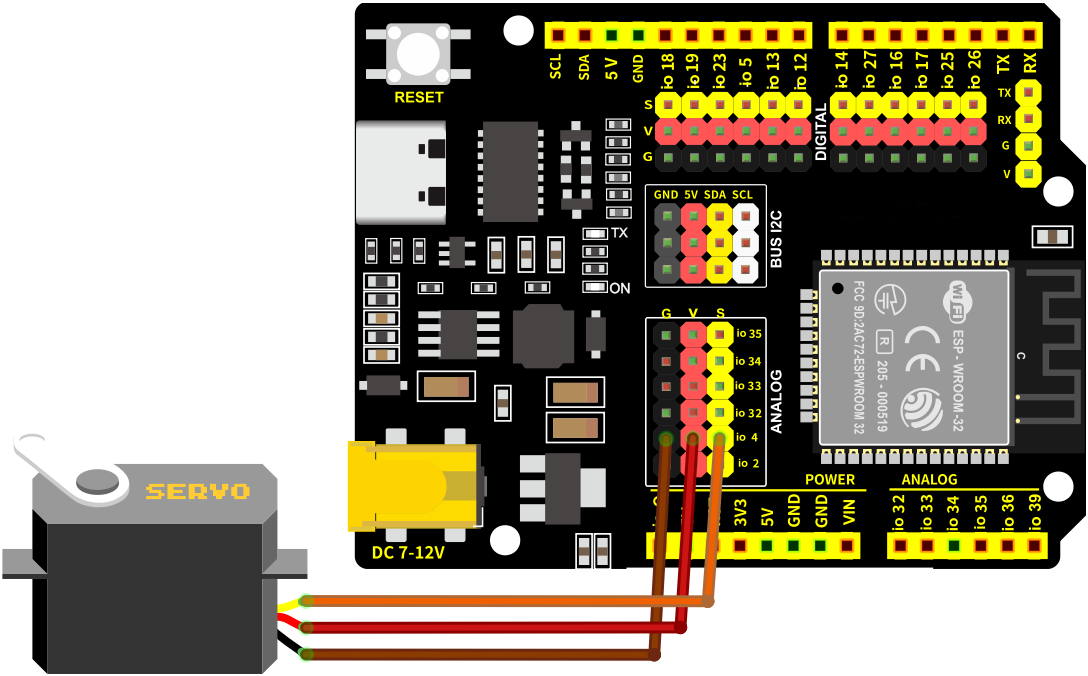 RESET
SCL
SDA
5 V
GND
io 18
io 19
io 23
io 5
io 13
io 12
io 14
io 27
io 16
io 17
io 25
io 26
TX
RX
S
V
G
DIGITAL
TX
RX
G
V
GND 5V SDA SCL
BUS I2C
TX
ON
G V S
io 35
io 34
io 33
io 32
io 4
io 2
ANALOG
FCC 9D:2AC72-ESPWROOM 32
R
205 - 000519
CE
Wi Fi
ESP - WROOM -32
C
SERVO
DC 7-12V
POWER
3V3
5V
GND
GND
VIN
ANALOG
io 32
io 33
io 34
io 35
io 36
io 39